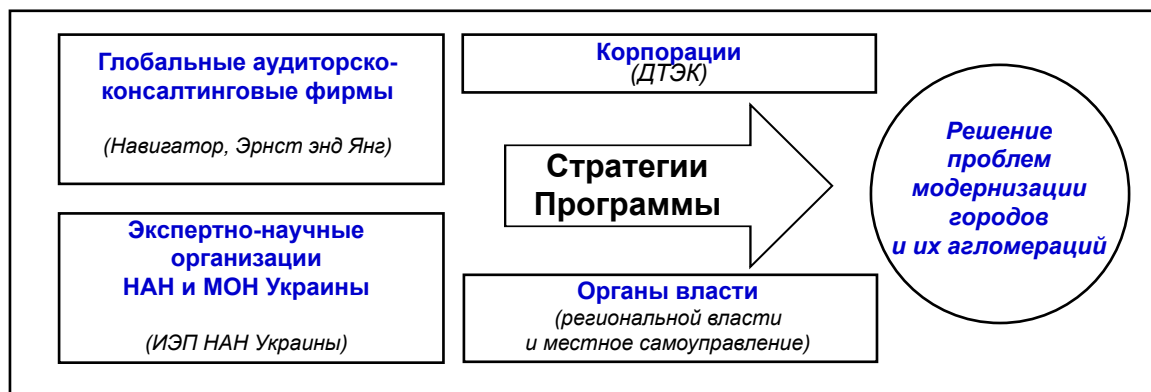 Глобальные аудиторско-
консалтинговые фирмы
(Навигатор, Эрнст энд Янг)
Экспертно-научные
организации
НАН и МОН Украины
(ИЭП НАН Украины)
Корпорации
(ДТЭК)
Стратегии
Программы
Органы власти
(региональной власти
и местное самоуправление)
Решение
проблем
модернизации
городов
и их агломераций